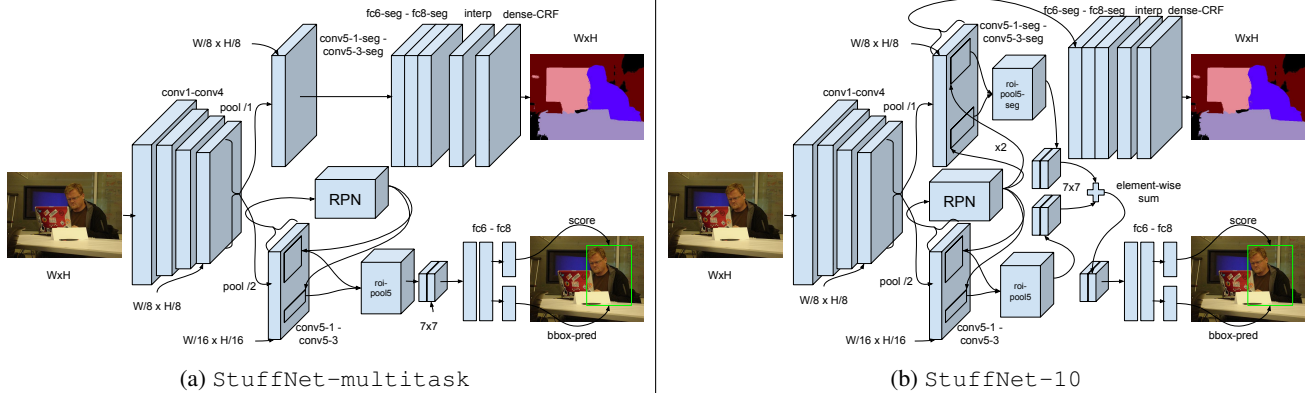 fc6-seg - fc8-seg
interp
dense-CRF
conv5-1-seg -
conv5-3-seg
W/8 x H/8
WxH
conv1-conv4
pool /1
RPN
WxH
W/8 x H/8
pool /2
W/16 x H/16
conv5-1 -
conv5-3
roi-
pool5
7x7
fc6 - fc8
score
bbox-pred
(a) StuffNet-multitask
fc6-seg - fc8-seg
interp
dense-CRF
conv5-1-seg -
conv5-3-seg
W/8 x H/8
WxH
roi-
pool5-
seg
conv1-conv4
pool /1
x2
RPN
7x7
element-wise
sum
WxH
W/8 x H/8
pool /2
W/16 x H/16
conv5-1 -
conv5-3
roi-
pool5
fc6 - fc8
score
bbox-pred
(b) StuffNet-10